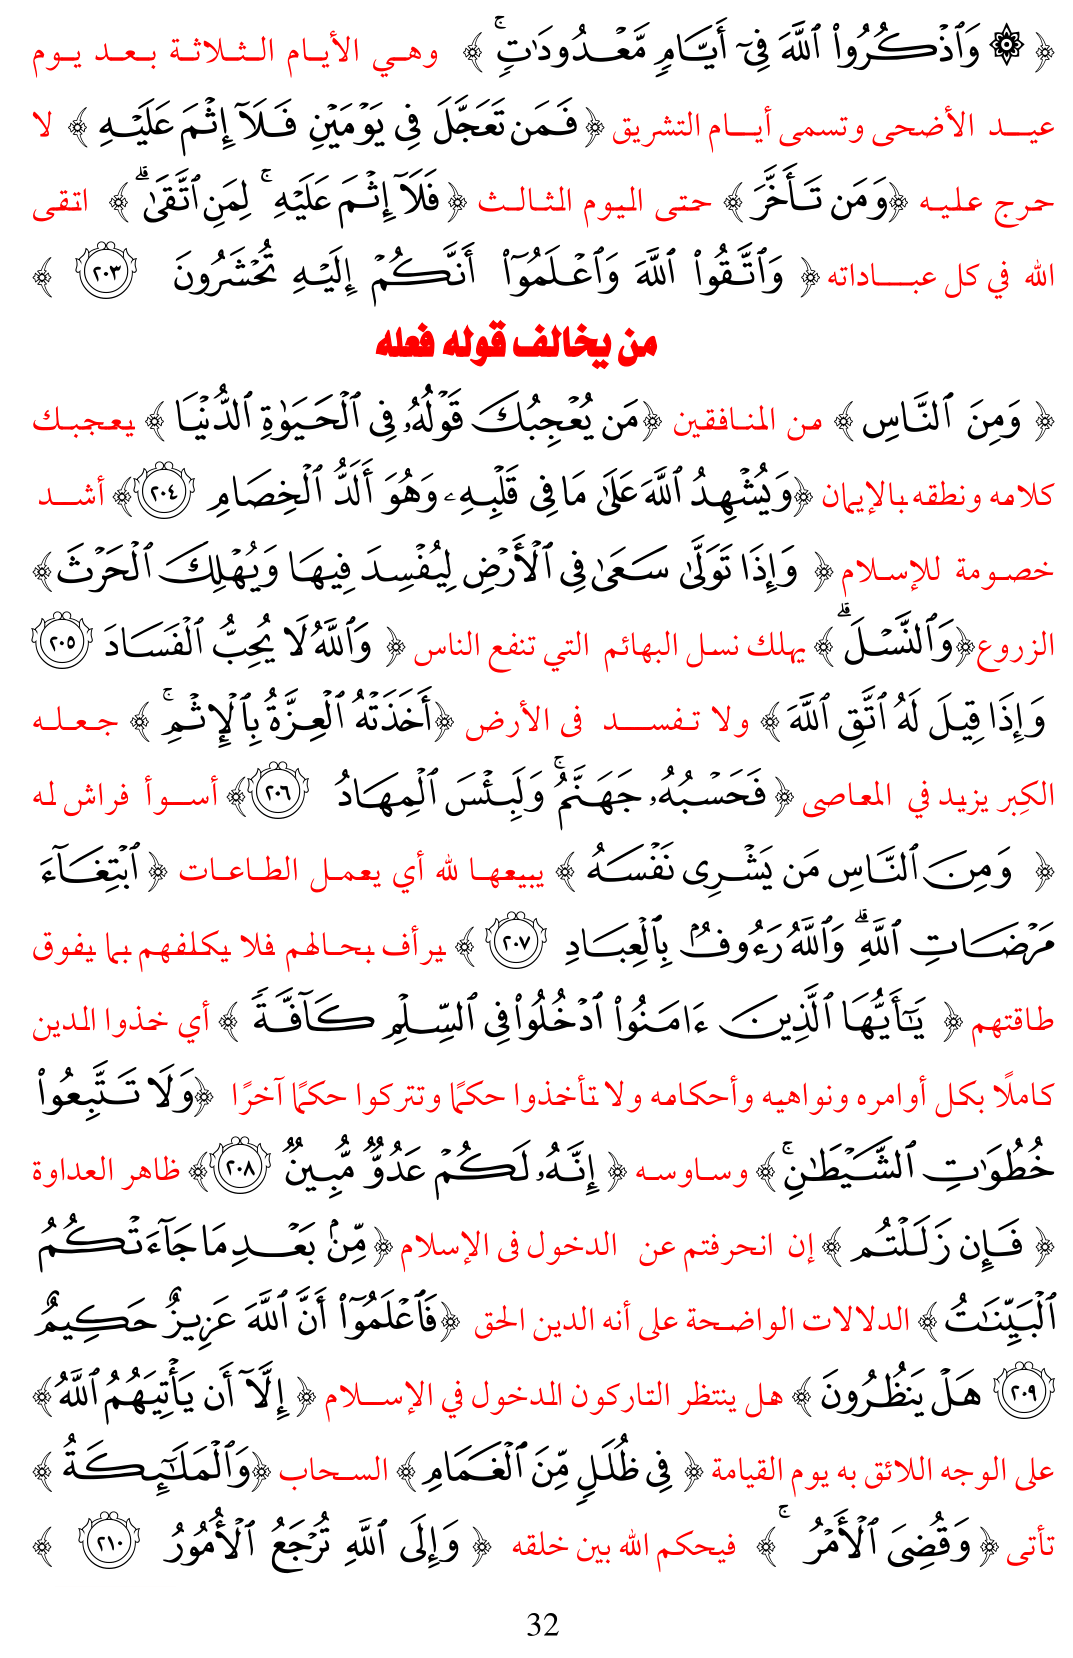 ﴿ ۞ وَٱذۡكُرُواْ ٱللَّهَ فِيٓ أَيَّامٖ مَّعۡدُودَٰتٖۚ ﴾ وهي الأيام الثلاثة بعد يوم
عيد الأضحى وتسمى أيام التشريق ﴿ فَمَن تَعَجَّلَ فِي يَوۡمَيۡنِ فَلَآ إِثۡمَ عَلَيۡهِ ﴾ لا
حرج عليه ﴿وَمَن تَأَخَّرَ ﴾ حتى اليوم الثالث ﴿ فَلَآ إِثۡمَ عَلَيۡهِۚ لِمَنِ ٱتَّقَىٰۗ ﴾ اتقى
الله في كل عباداته ﴿ وَٱتَّقُواْ ٱللَّهَ وَٱعۡلَمُوٓاْ أَنَّكُمۡ إِلَيۡهِ تُحۡشَرُونَ ٢٠٣ ﴾
من يخالف قوله فعله
﴿ وَمِنَ ٱلنَّاسِ ﴾ من المنافقين ﴿مَن يُعۡجِبُكَ قَوۡلُهُۥ فِي ٱلۡحَيَوٰةِ ٱلدُّنۡيَا ﴾ يعجبك
كلامه ونطقه بالإيمان ﴿وَيُشۡهِدُ ٱللَّهَ عَلَىٰ مَا فِي قَلۡبِهِۦ وَهُوَ أَلَدُّ ٱلۡخِصَامِ ٢٠٤ ﴾ أشد
خصومة للإسلام ﴿ وَإِذَا تَوَلَّىٰ سَعَىٰ فِي ٱلۡأَرۡضِ لِيُفۡسِدَ فِيهَا وَيُهۡلِكَ ٱلۡحَرۡثَ ﴾
الزروع ﴿وَٱلنَّسۡلَۚ ﴾ يهلك نسل البهائم التي تنفع الناس ﴿ وَٱللَّهُ لَا يُحِبُّ ٱلۡفَسَادَ ٢٠٥
وَإِذَا قِيلَ لَهُ ٱتَّقِ ٱللَّهَ ﴾ ولا تفسد فى الأرض ﴿أَخَذَتۡهُ ٱلۡعِزَّةُ بِٱلۡإِثۡمِۚ ﴾ جعله
الكِبر يزيد في المعاصى ﴿ فَحَسۡبُهُۥ جَهَنَّمُۚ وَلَبِئۡسَ ٱلۡمِهَادُ ٢٠٦ ﴾ أسوأ فراش له
﴿ وَمِنَ ٱلنَّاسِ مَن يَشۡرِي نَفۡسَهُ ﴾ يبيعها لله أي يعمل الطاعات ﴿ ٱبۡتِغَآءَ
مَرۡضَاتِ ٱللَّهِۗ وَٱللَّهُ رَءُوفُۢ بِٱلۡعِبَادِ ٢٠٧ ﴾ يرأف بحالهم فلا يكلفهم بما يفوق
طاقتهم ﴿ يَٰٓأَيُّهَا ٱلَّذِينَ ءَامَنُواْ ٱدۡخُلُواْ فِي ٱلسِّلۡمِ كَآفَّةٗ ﴾ أي خذوا الدين
كاملًا بكل أوامره ونواهيه وأحكامه ولا تأخذوا حكمًا وتتركوا حكمًا آخرًا ﴿وَلَا تَتَّبِعُواْ
خُطُوَٰتِ ٱلشَّيۡطَٰنِۚ ﴾ وساوسه ﴿ إِنَّهُۥ لَكُمۡ عَدُوّٞ مُّبِينٞ ٢٠٨ ﴾ ظاهر العداوة
﴿ فَإِن زَلَلۡتُم ﴾ إن انحرفتم عن الدخول فى الإسلام ﴿ مِّنۢ بَعۡدِ مَا جَآءَتۡكُمُ
ٱلۡبَيِّنَٰتُ ﴾ الدلالات الواضحة على أنه الدين الحق ﴿فَٱعۡلَمُوٓاْ أَنَّ ٱللَّهَ عَزِيزٌ حَكِيمٌ
٢٠٩ هَلۡ يَنظُرُونَ ﴾ هل ينتظر التاركون الدخول في الإسلام ﴿ إِلَّآ أَن يَأۡتِيَهُمُ ٱللَّهُ ﴾
على الوجه اللائق به يوم القيامة ﴿ فِي ظُلَلٖ مِّنَ ٱلۡغَمَامِ ﴾ السحاب ﴿وَٱلۡمَلَٰٓئِكَةُ ﴾
تأتى ﴿ وَقُضِيَ ٱلۡأَمۡرُۚ ﴾ فيحكم الله بين خلقه ﴿ وَإِلَى ٱللَّهِ تُرۡجَعُ ٱلۡأُمُورُ ٢١٠ ﴾
32